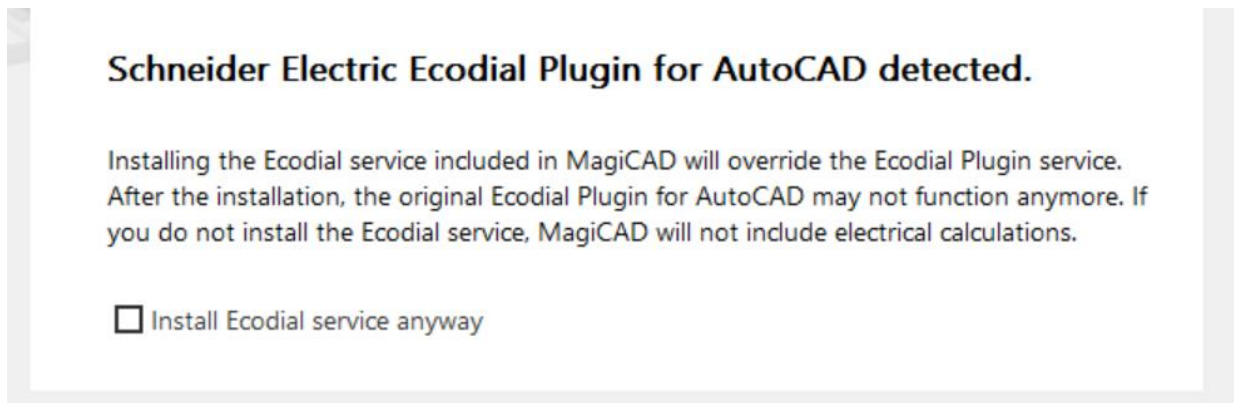 Schneider Electric Ecodial Plugin for AutoCAD detected.
Installing the Ecodial service included in MagiCAD will override the Ecodial Plugin service.
After the installation, the original Ecodial Plugin for AutoCAD may not function anymore. If
you do not install the Ecodial service, MagiCAD will not include electrical calculations.
Install Ecodial service anyway